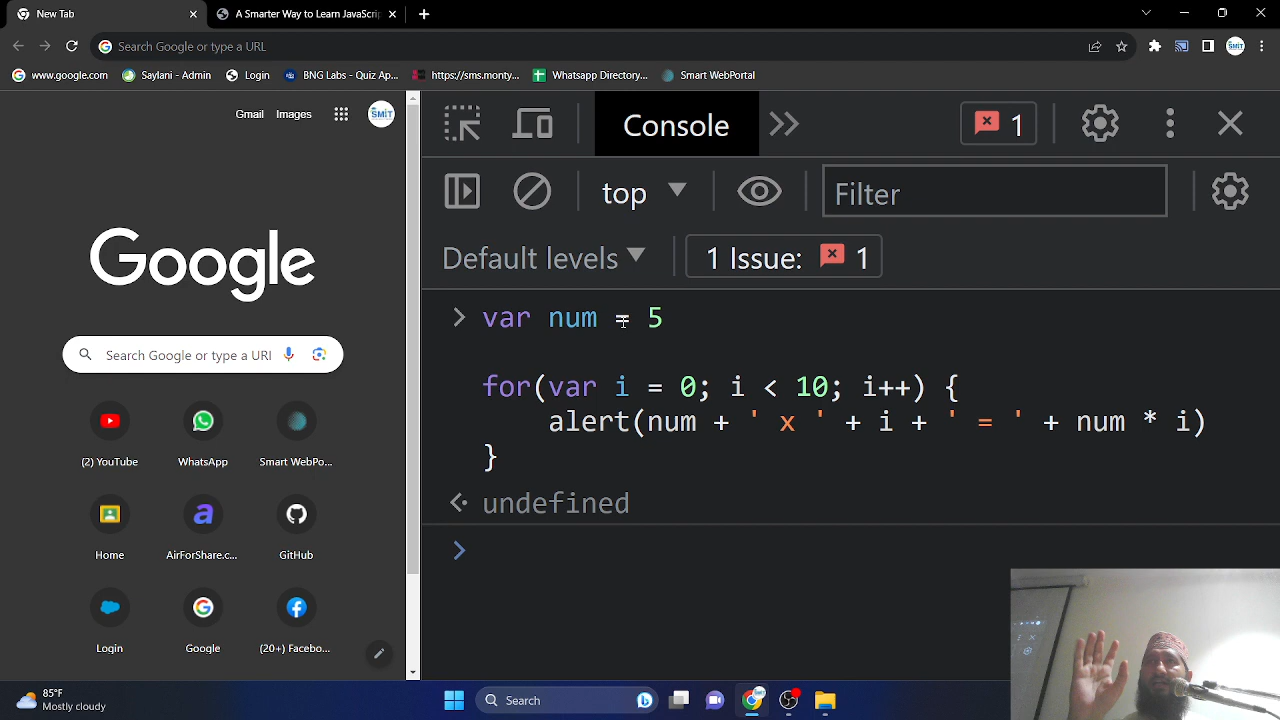 New Tab
A Smarter Way to Learn JavaScri
Search Google or type a URL
www.google.com
Saylani - Admin
Login
BNG Labs - Quiz Ap...
https://sms.monty...
Whatsapp Directory...
Smart WebPortal
Gmail
Images
SMIT
Console
1
top
Filter
Default levels
1 Issue:
1
var num = 5
for(var i = 0; i < 10; i++) {
alert(num + ' x ' + i + ' = ' + num * i)
}
undefined
Google
Search Google or type a URI
(2) YouTube
WhatsApp
Smart WebPo...
Home
AirForShare.c...
GitHub
Login
Google
(20+) Facebo...
85°F
Mostly cloudy
Search